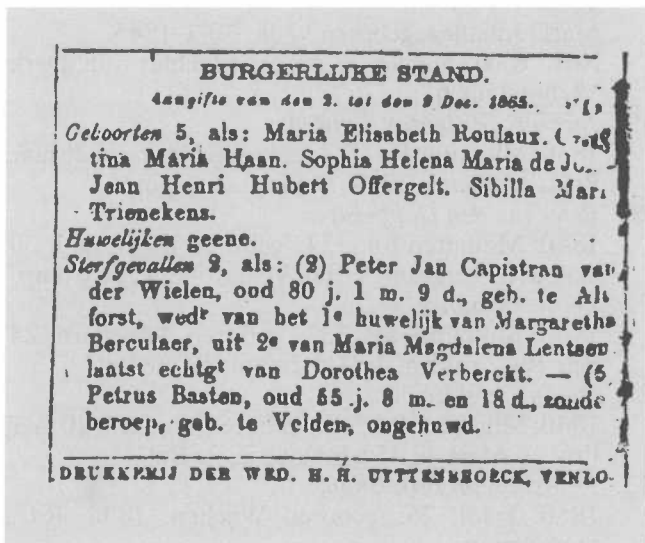 BURGERLIJKE STAND.
Aangifte van den 2. tot den 9 Dec. 1865.
Geboorten 5, als: Maria Elisabeth Roulaux.
tina Maria Haan. Sophia Helena Maria de
Jean Henri Hubert Offergelt. Sibilla
Trienekens.
Huwelijken geene.
Sterfgevallen 2, als: (2) Peter Jan Capistran van
der Wielen, oud 80 j. 1 m. 9 d., geb. te Alt
forst, wedr van het 1e huwelijk van Margaretha
Berculaer, uit 2e van Maria Magdalena Lentsen
laatst echtgt van Dorothea Verberckt. — (5
Petrus Basten, oud 55 j. 8 m. en 18 d., zonde
beroep, geb. te Velden, ongehuwd.
DRUKKERIJ DER WED. H. H. UYTTENBROECK, VENLO